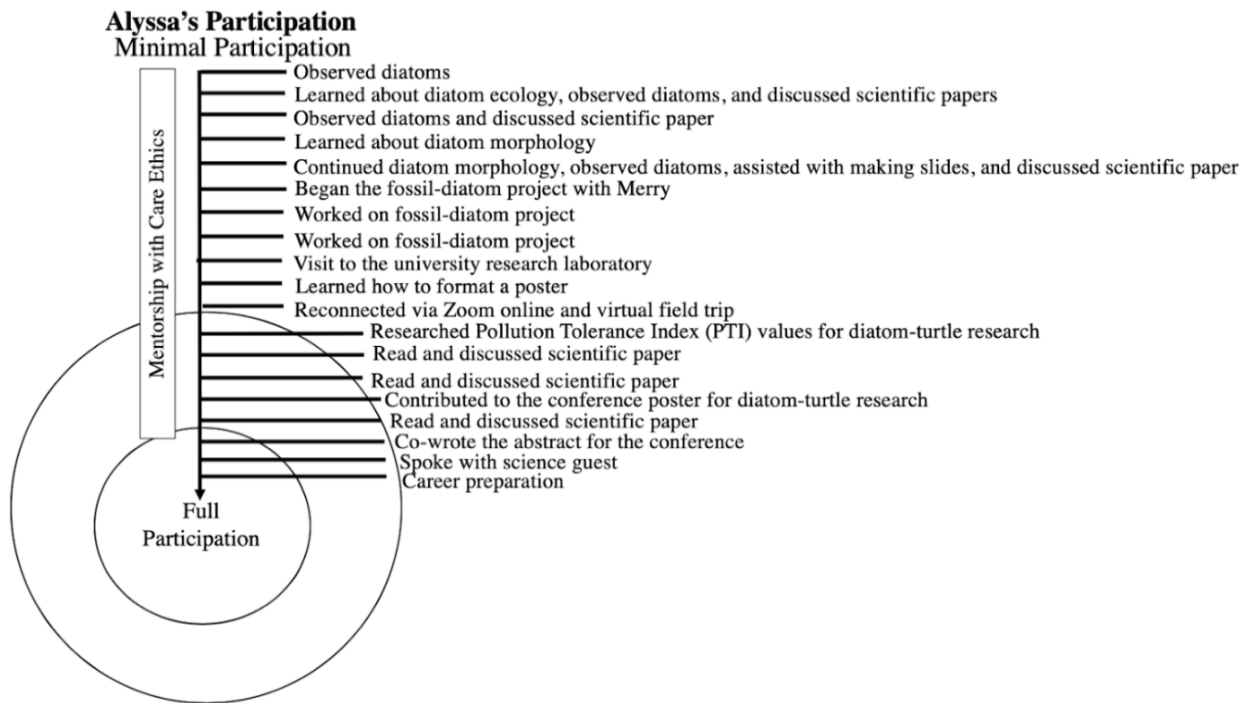 Alyssa's Participation
Minimal Participation
Mentorship with Care Ethics
Observed diatoms
Learned about diatom ecology, observed diatoms, and discussed scientific papers
Observed diatoms and discussed scientific paper
Learned about diatom morphology
Continued diatom morphology, observed diatoms, assisted with making slides, and discussed scientific paper
Began the fossil-diatom project with Merry
Worked on fossil-diatom project
Worked on fossil-diatom project
Visit to the university research laboratory
Learned how to format a poster
Reconnected via Zoom online and virtual field trip
Researched Pollution Tolerance Index (PTI) values for diatom-turtle research
Read and discussed scientific paper
Read and discussed scientific paper
Contributed to the conference poster for diatom-turtle research
Read and discussed scientific paper
Co-wrote the abstract for the conference
Spoke with science guest
Career preparation
Full
Participation